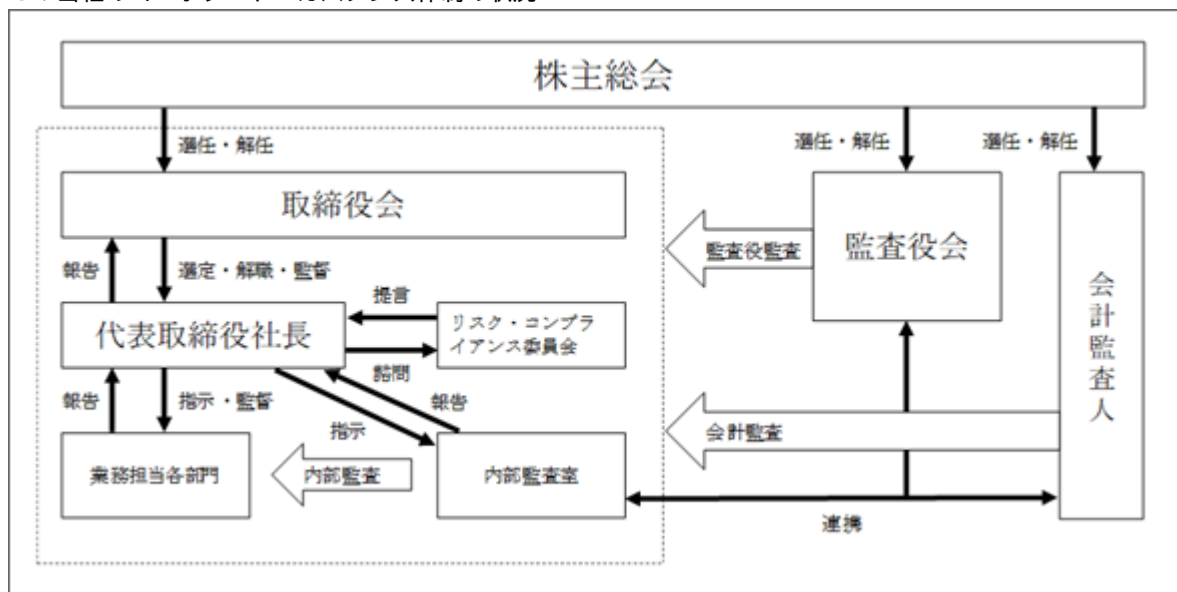 株主総会
選任・解任
選任・解任
選任・解任
取締役会
監査役会
会計監査人
監査役監査
報告
選定・解職・監督
提言
代表取締役社長
リスク・コンプラ
イアンス委員会
諮問
報告
指示・監督
報告
指示
会計監査
業務担当各部門
内部監査
内部監査室
連携